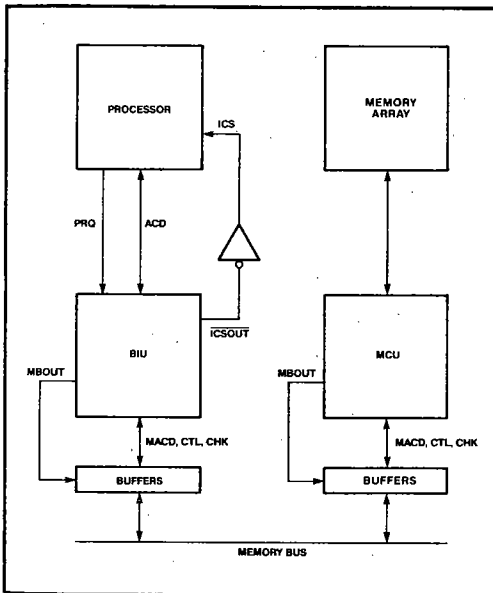 PROCESSOR
ICS
MEMORY
ARRAY
PRQ
ACD
ICSOUT
BIU
MCU
MBOUT
MBOUT
MACD, CTL, CHK
MACD, CTL, CHK
BUFFERS
BUFFERS
MEMORY BUS